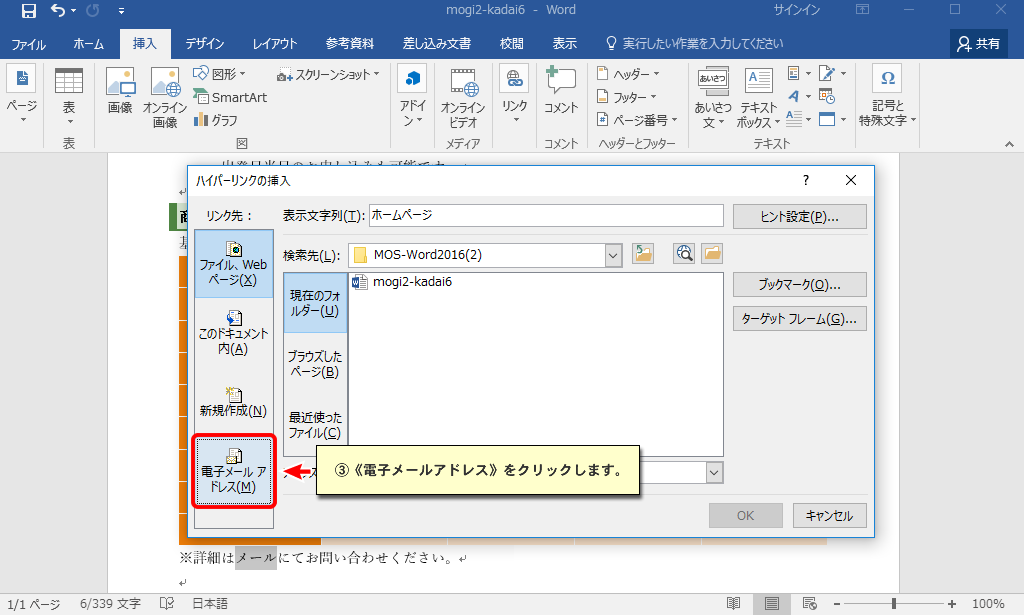 mogi2-kadai6 - Word
サインイン
ファイル ホーム 挿入 デザイン レイアウト 参考資料 差し込み文書 校閲 表示 実行したい作業を入力してください 共有
ページ
表
表
画像
オンライン
画像
図形
SmartArt
グラフ
スクリーンショット
図
アドイ
ン
オンライン
ビデオ
メディア
リンク
コメント
コメント
ヘッダー
フッター
ページ番号
ヘッダーとフッター
あいさつ
あいさつ
文
テキスト
ボックス
テキスト
記号と
特殊文字
ハイパーリンクの挿入
リンク先：
ファイル、Web
ページ(X)
このドキュメント
内(A)
新規作成(N)
電子メール ア
ドレス(M)
表示文字列(T): ホームページ
ヒント設定(P)...
検索先(L): MOS-Word2016(2)
現在のフォ
ルダー(U)
ブラウズした
ページ(B)
最近使った
ファイル(C)
mogi2-kadai6
ブックマーク(O)...
ターゲット フレーム(G)...
③《電子メールアドレス》をクリックします。
OK キャンセル
※詳細はメールにてお問い合わせください。
1/1 ページ 6/339 文字 日本語 100%